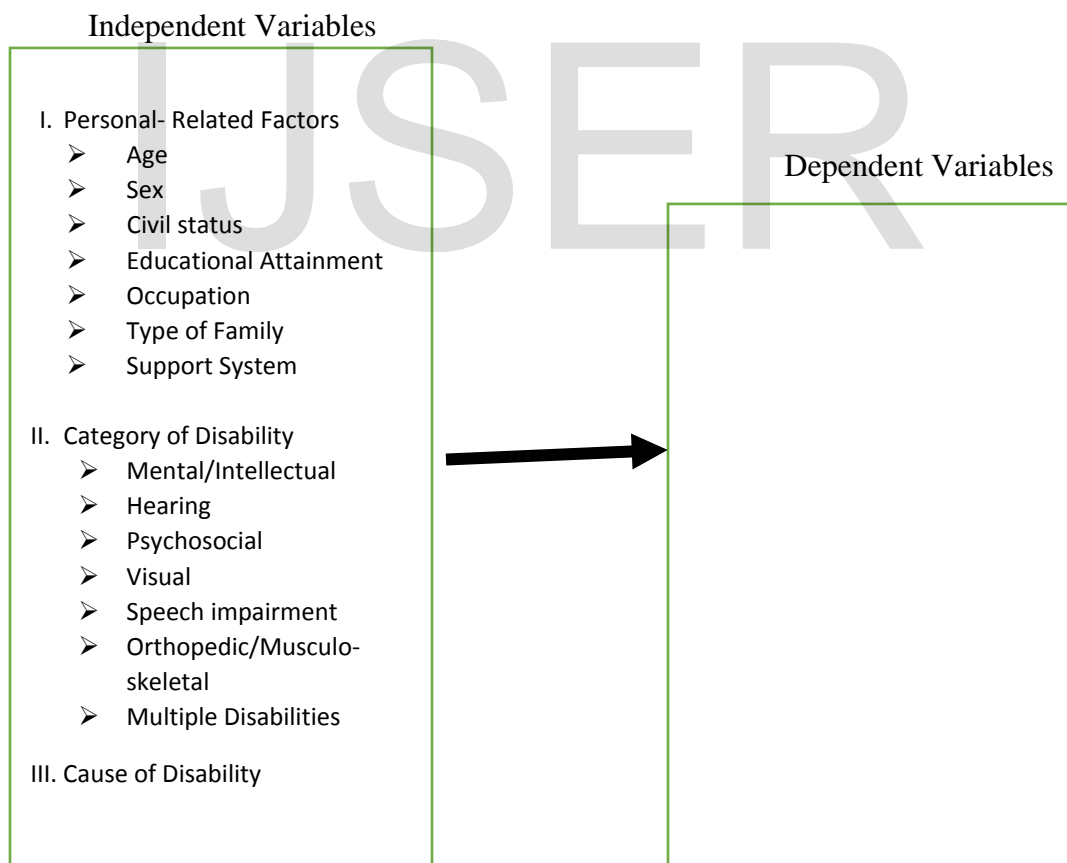 Independent Variables
IJSER
I. Personal- Related Factors
➢ Age
➢ Sex
➢ Civil status
➢ Educational Attainment
➢ Occupation
➢ Type of Family
➢ Support System
Dependent Variables
II. Category of Disability
➢ Mental/Intellectual
➢ Hearing
➢ Psychosocial
➢ Visual
➢ Speech impairment
➢ Orthopedic/Musculo-
skeletal
➢ Multiple Disabilities
III. Cause of Disability